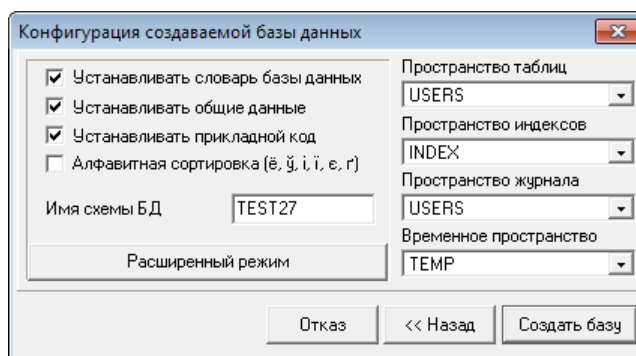 Конфигурация создаваемой базы данных
Устанавливать словарь базы данных
Устанавливать общие данные
Устанавливать прикладной код
Алфавитная сортировка (ё, ў, і, ї, є, ґ)
Имя схемы БД
TEST27
Расширенный режим
Пространство таблиц
USERS
Пространство индексов
INDEX
Пространство журнала
USERS
Временное пространство
TEMP
Отказ
<< Назад
Создать базу